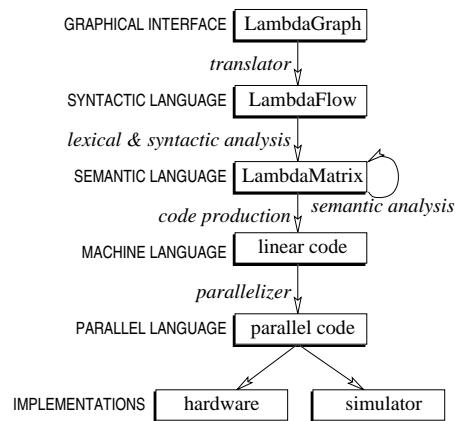 GRAPHICAL INTERFACE LambdaGraph
translator
SYNTACTIC LANGUAGE LambdaFlow
lexical & syntactic analysis
SEMANTIC LANGUAGE LambdaMatrix
code production semantic analysis
MACHINE LANGUAGE linear code
parallelizer
PARALLEL LANGUAGE parallel code
IMPLEMENTATIONS hardware simulator